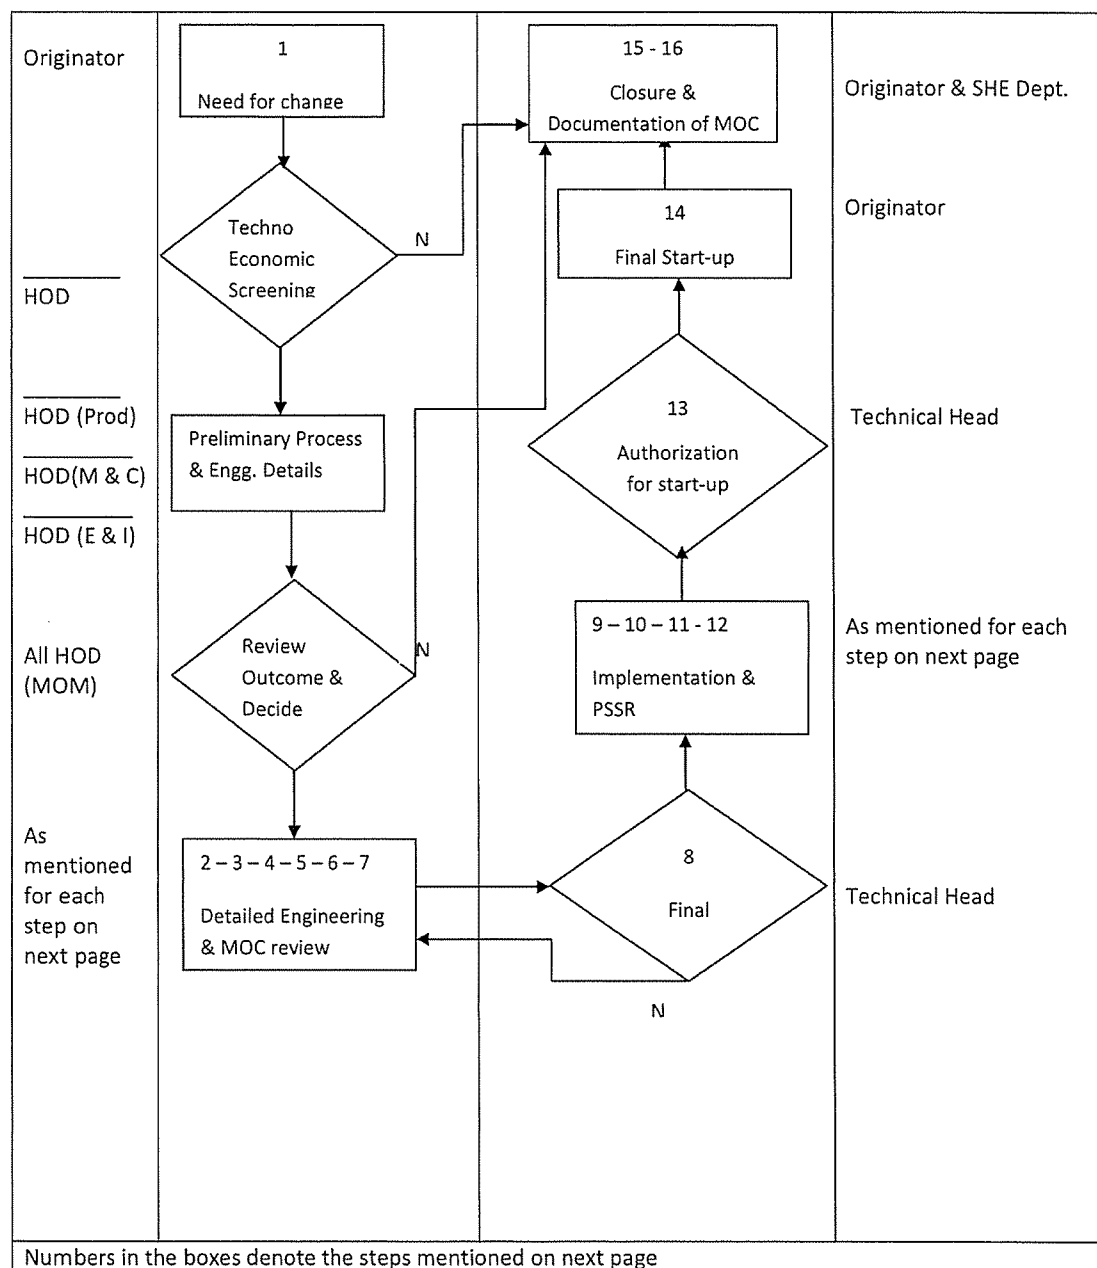 Originator
HOD
HOD (Prod)
HOD(M & C)
HOD (E & I)
All HOD
(MOM)
As
mentioned
for each
step on
next page
1
Need for change
Techno
Economic
Screening
N
Preliminary Process
& Engg. Details
Review
Outcome &
Decide
N
2 – 3 – 4 – 5 – 6 – 7
Detailed Engineering
& MOC review
15 - 16
Closure &
Documentation of MOC
14
Final Start-up
13
Authorization
for start-up
9 – 10 – 11 - 12
Implementation &
PSSR
8
Final
N
Originator & SHE Dept.
Originator
Technical Head
As mentioned for each
step on next page
Technical Head
Numbers in the boxes denote the steps mentioned on next page